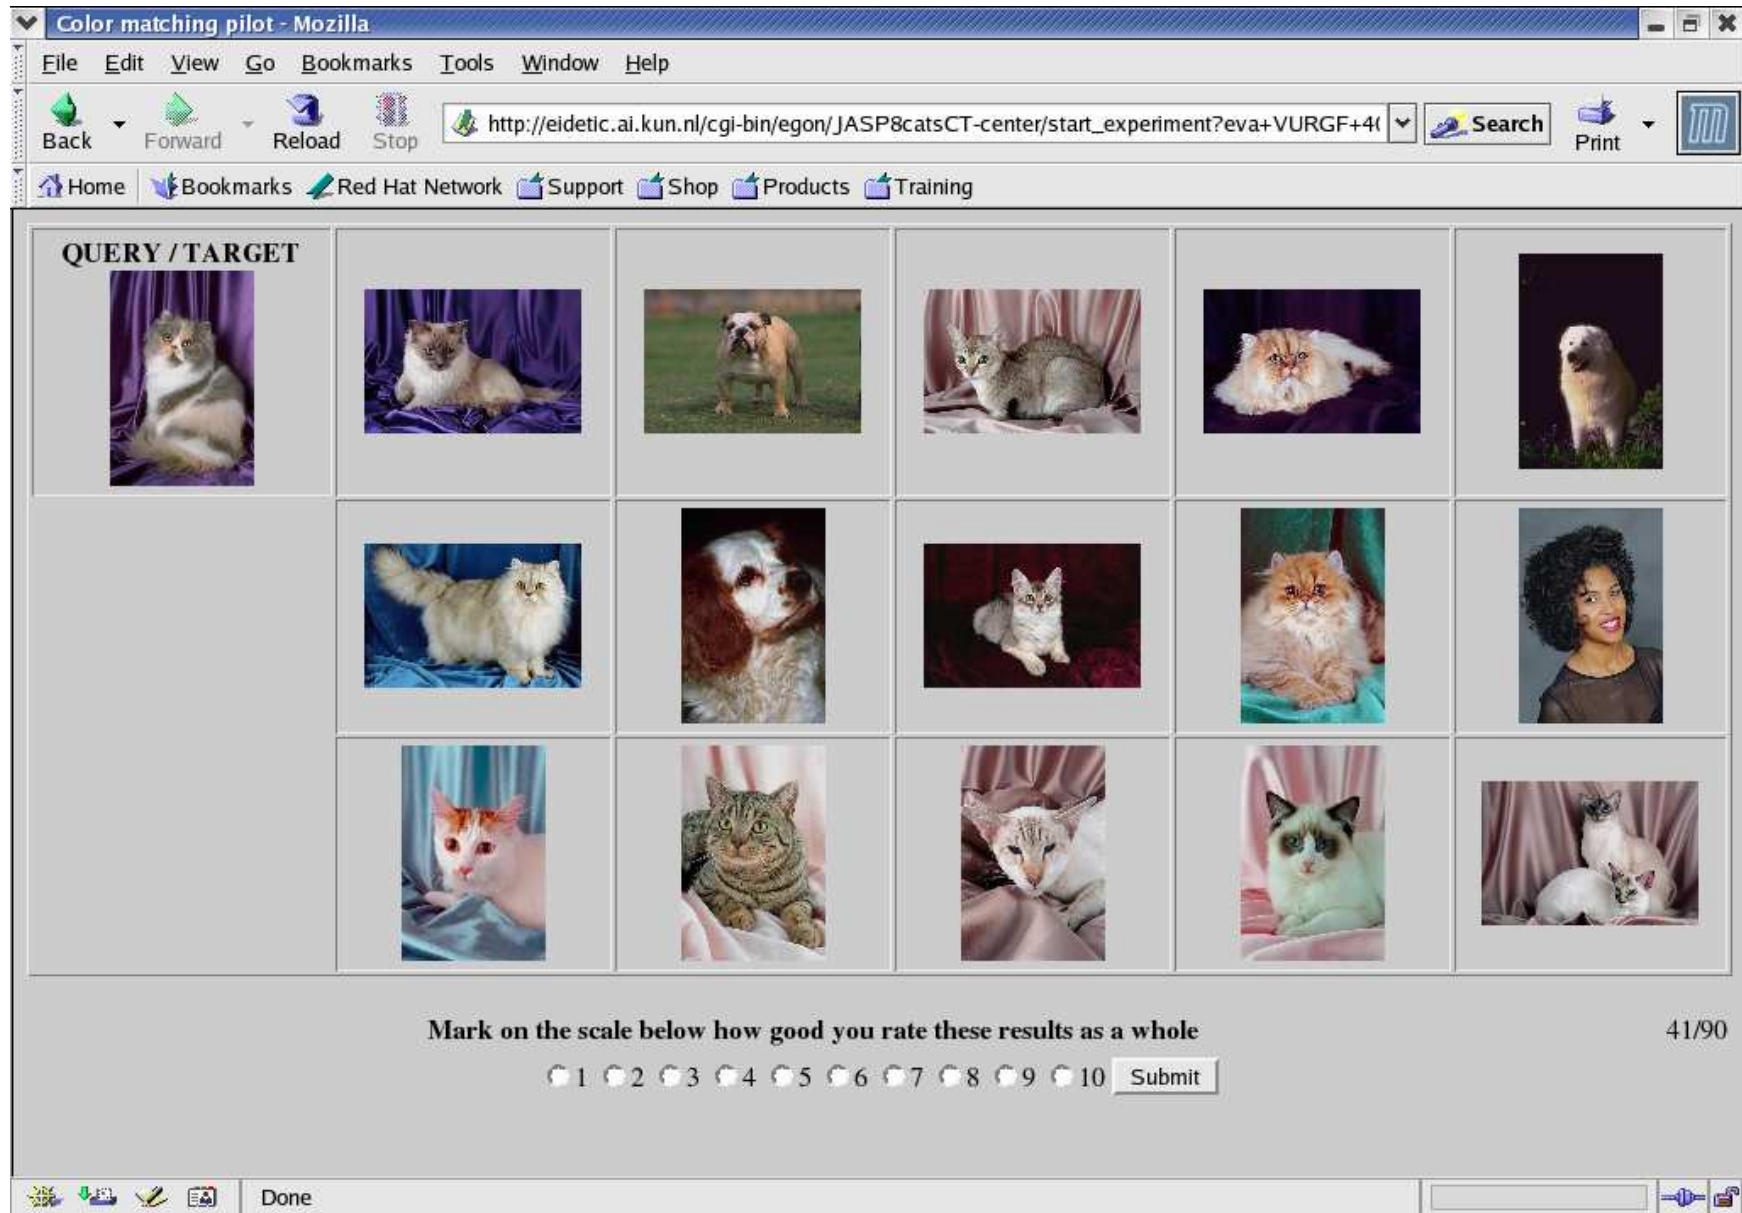 Color matching pilot - Mozilla
File Edit View Go Bookmarks Tools Window Help
Back Forward Reload Stop http://eidetic.ai.kun.nl/cgi-bin/egon/JASP8catsCT-center/start_experiment?eva+VURGF+4( Search Print
Home Bookmarks Red Hat Network Support Shop Products Training
QUERY / TARGET
Mark on the scale below how good you rate these results as a whole 41/90
1 2 3 4 5 6 7 8 9 10 Submit
Done